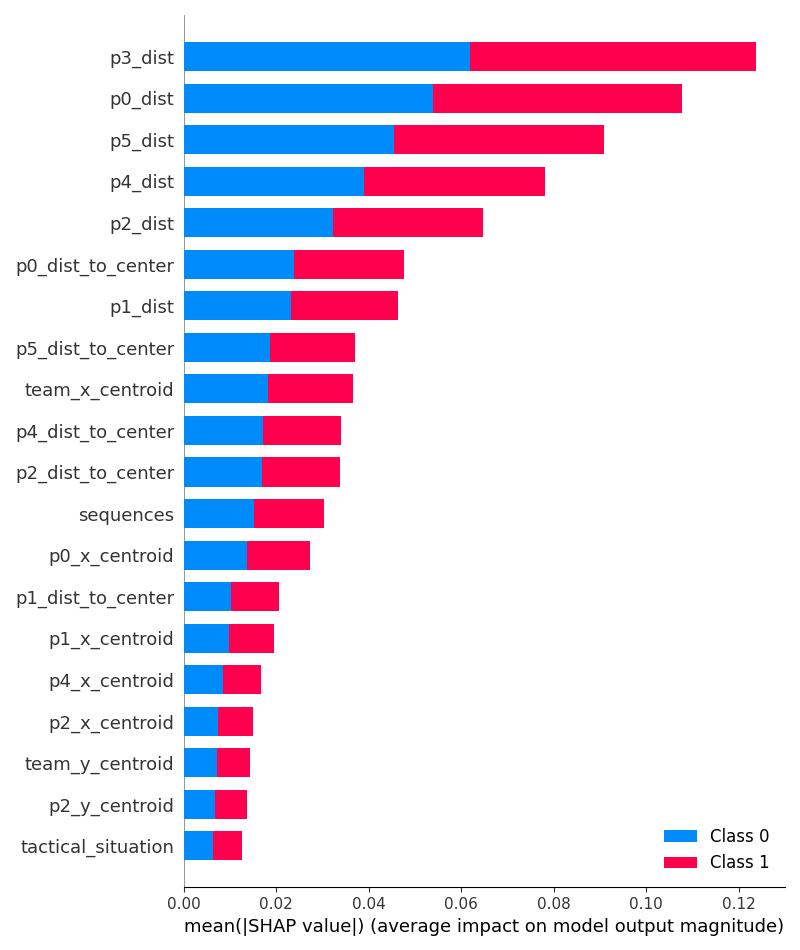 p3_dist
p0_dist
p5_dist
p4_dist
p2_dist
p0_dist_to_center
p1_dist
p5_dist_to_center
team_x_centroid
p4_dist_to_center
p2_dist_to_center
sequences
p0_x_centroid
p1_dist_to_center
p1_x_centroid
p4_x_centroid
p2_x_centroid
team_y_centroid
p2_y_centroid
tactical_situation
Class 0
Class 1
0.00 0.02 0.04 0.06 0.08 0.10 0.12
mean(|SHAP value|) (average impact on model output magnitude)